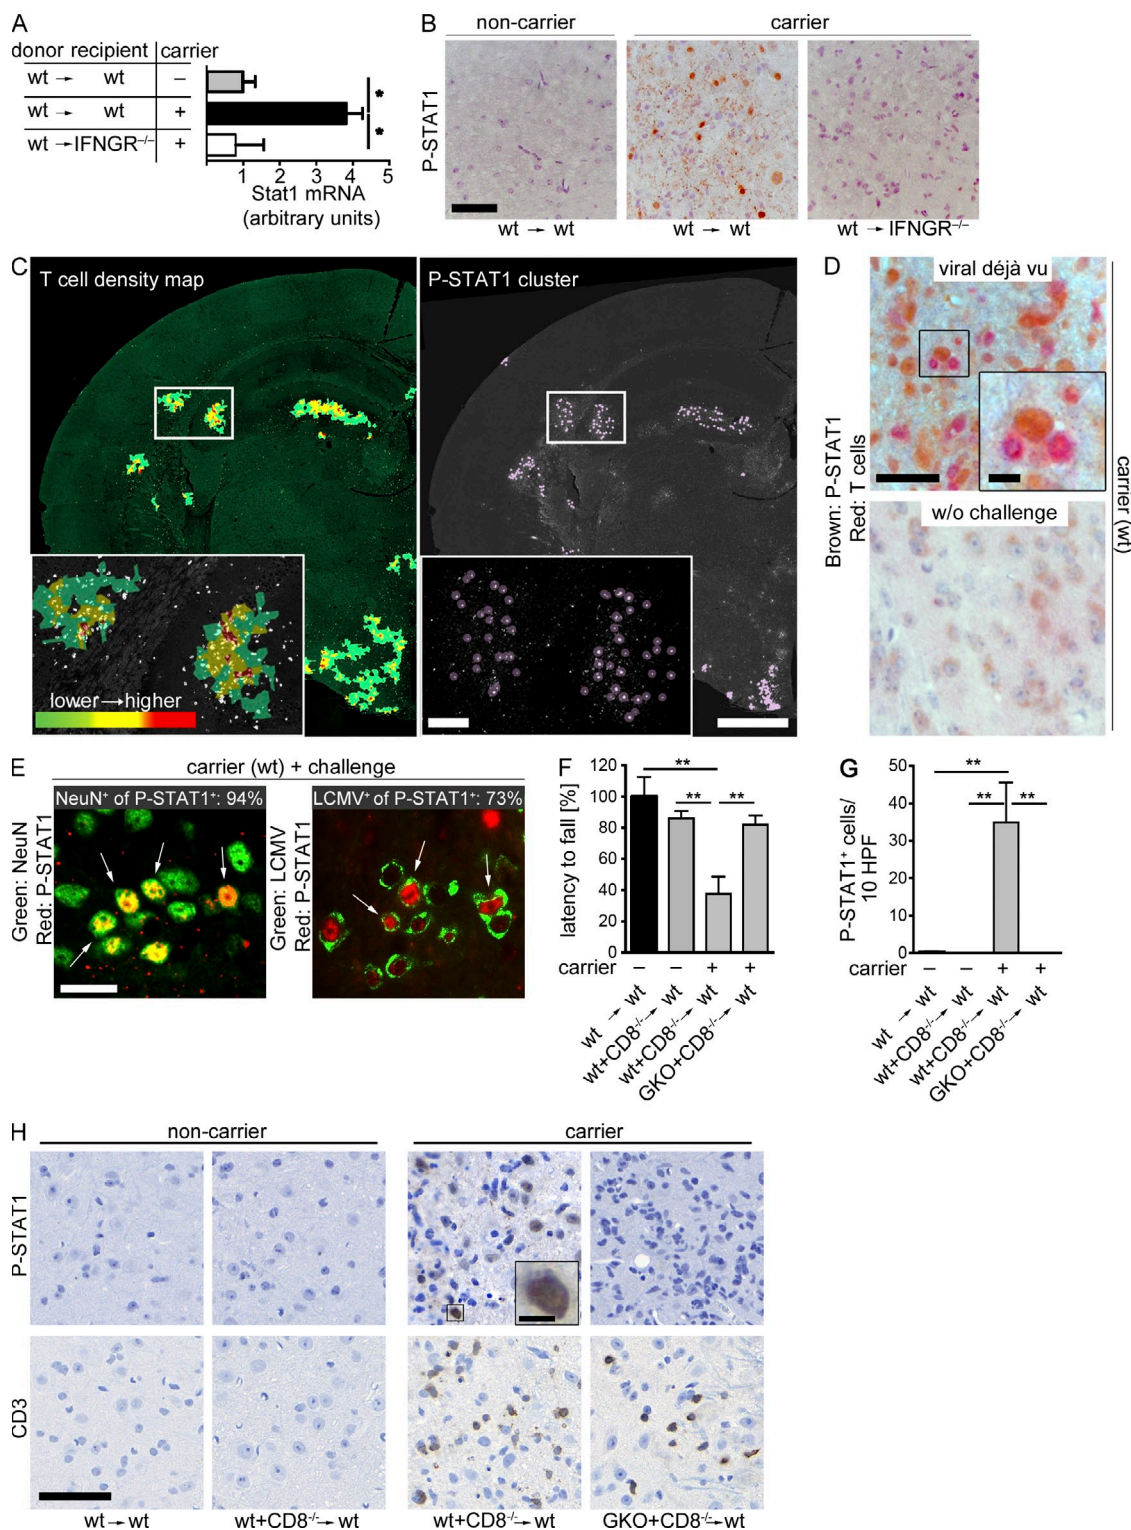 A
donor recipient carrier
wt → wt –
wt → wt +
wt → IFNGR–/– +
* 
*
1 2 3 4 5
Stat1 mRNA
(arbitrary units)
B
non-carrier carrier
P-STAT1
wt → wt wt → wt wt → IFNGR–/–
C
T cell density map P-STAT1 cluster
lower → higher
D
viral déjà vu
w/o challenge
Brown: P-STAT1
Red: T cells
carrier (wt)
E
carrier (wt) + challenge
NeuN+ of P-STAT1+: 94% LCMV+ of P-STAT1+: 73%
Green: NeuN
Red: P-STAT1
Green: LCMV
Red: P-STAT1
F
latency to fall [%]
120
100
80
60
40
20
0
** 
** **
carrier – – + +
wt → wt
wt+CD8-/- → wt
wt+CD8-/- → wt
GKO+CD8-/- → wt
G
P-STAT1+ cells/
10 HPF
50
40
30
20
10
0
**
** **
carrier – – + +
wt → wt
wt+CD8-/- → wt
wt+CD8-/- → wt
GKO+CD8-/- → wt
H
non-carrier carrier
P-STAT1
CD3
wt → wt wt+CD8-/- → wt wt+CD8-/- → wt GKO+CD8-/- → wt